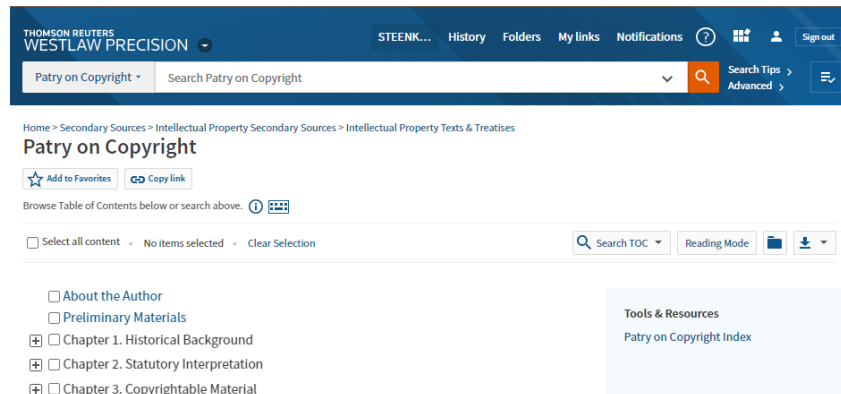 THOMSON REUTERS
WESTLAW PRECISION
STEENK... History Folders My links Notifications ? Sign out
Patry on Copyright Search Patry on Copyright Search Tips >
Advanced >
Home > Secondary Sources > Intellectual Property Secondary Sources > Intellectual Property Texts & Treatises
Patry on Copyright
Add to Favorites Copy link
Browse Table of Contents below or search above.
Select all content • No items selected • Clear Selection Search TOC Reading Mode
About the Author
Preliminary Materials
Chapter 1. Historical Background
Chapter 2. Statutory Interpretation
Chapter 3. Copyrightable Material
Tools & Resources
Patry on Copyright Index